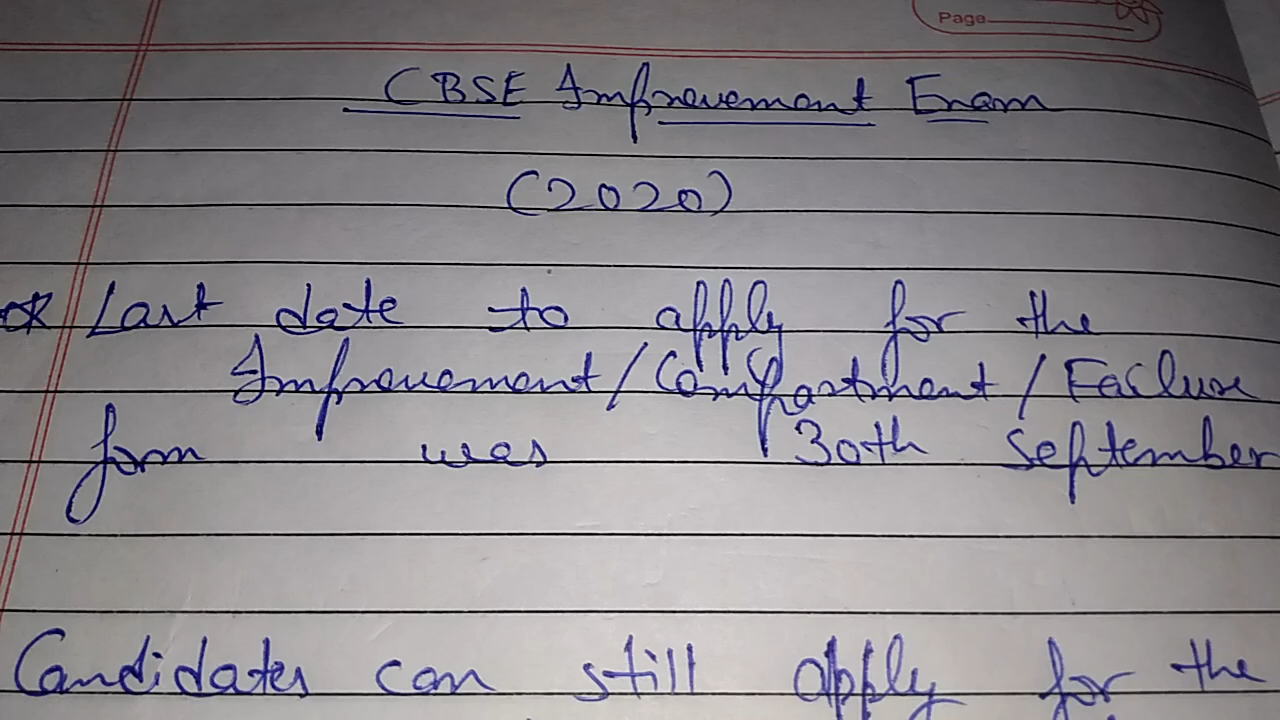 Page
CBSE Improvement Exam
(2020)
* Last date to apply for the
Improvement/Compartment/Failure
form was 30th September
Candidates can still apply for the